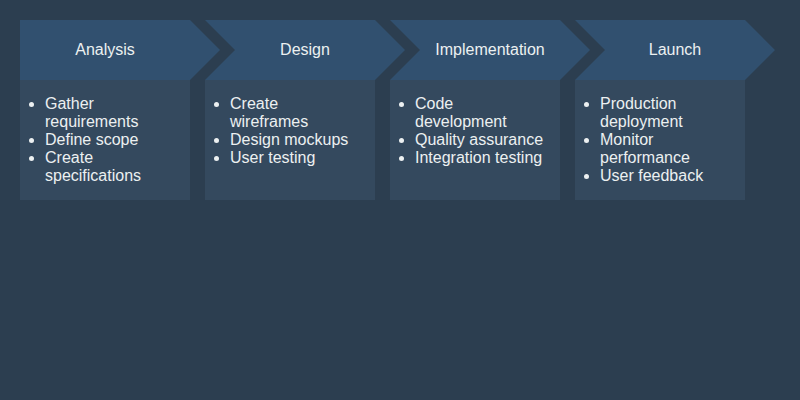 Analysis
Design
Implementation
Launch
• Gather
requirements
• Define scope
• Create
specifications
• Create
wireframes
• Design mockups
• User testing
• Code
development
• Quality assurance
• Integration testing
• Production
deployment
• Monitor
performance
• User feedback